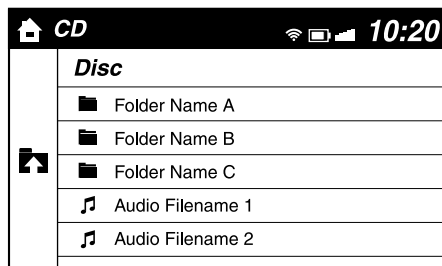 CD 10:20
Disc
Folder Name A
Folder Name B
Folder Name C
Audio Filename 1
Audio Filename 2